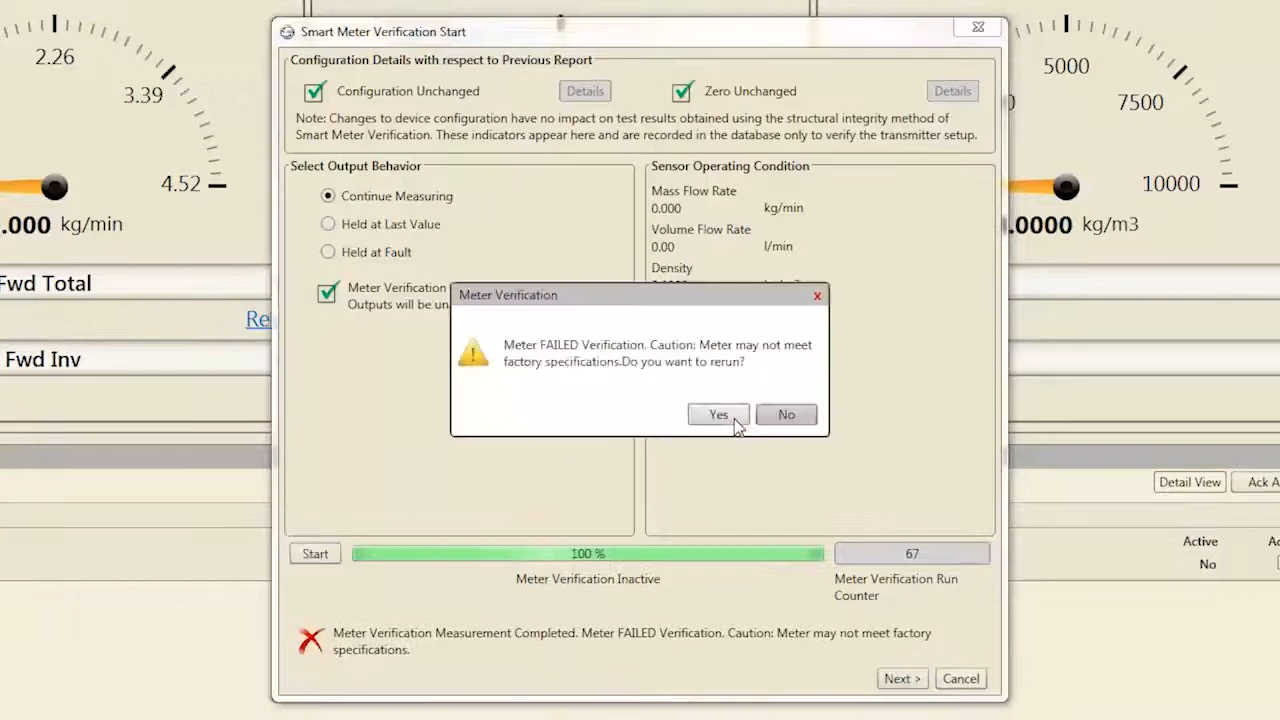 Smart Meter Verification Start
2.26
3.39
4.52
.000 kg/min
Fwd Total
Re
Fwd Inv
Configuration Details with respect to Previous Report
Configuration Unchanged
Details
Zero Unchanged
Details
Note: Changes to device configuration have no impact on test results obtained using the structural integrity method of
Smart Meter Verification. These indicators appear here and are recorded in the database only to verify the transmitter setup.
Select Output Behavior
Continue Measuring
Held at Last Value
Held at Fault
Meter Verification
Outputs will be un
Sensor Operating Condition
Mass Flow Rate
0.000 kg/min
Volume Flow Rate
0.00 l/min
Density
Meter Verification
x
Meter FAILED Verification. Caution: Meter may not meet
factory specifications.Do you want to rerun?
Yes
No
Start
100 %
67
Meter Verification Inactive
Meter Verification Run
Counter
Meter Verification Measurement Completed. Meter FAILED Verification. Caution: Meter may not meet factory
specifications.
Next >
Cancel
5000
7500
10000
.0000 kg/m3
Detail View
Ack A
Active
No